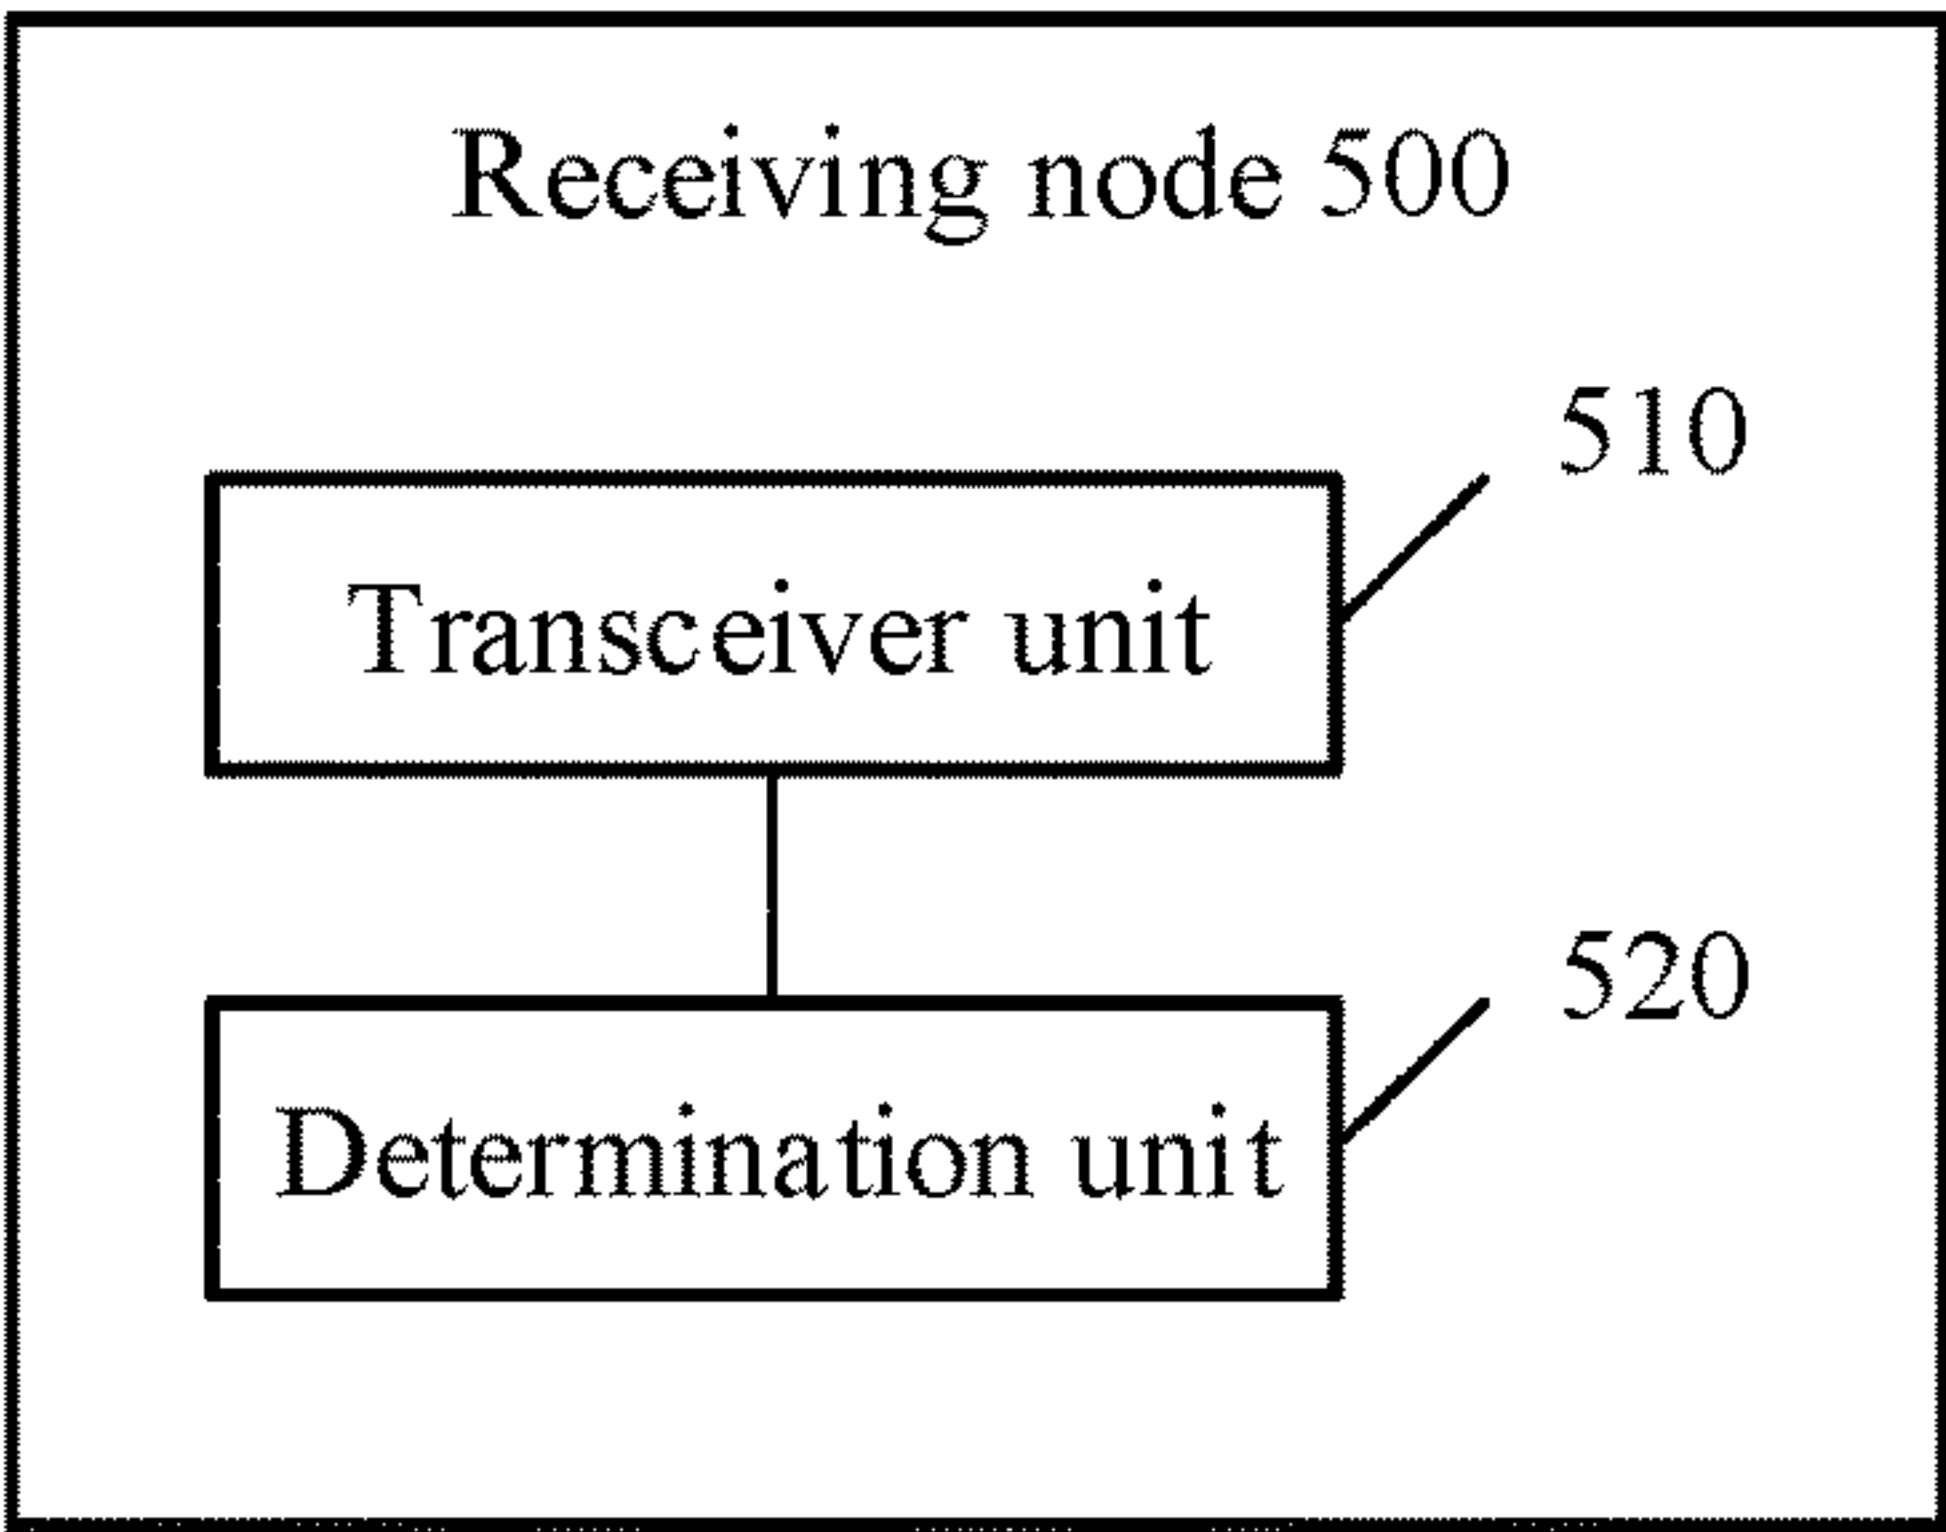 Receiving node 500
510
Transceiver unit
520
Determination unit